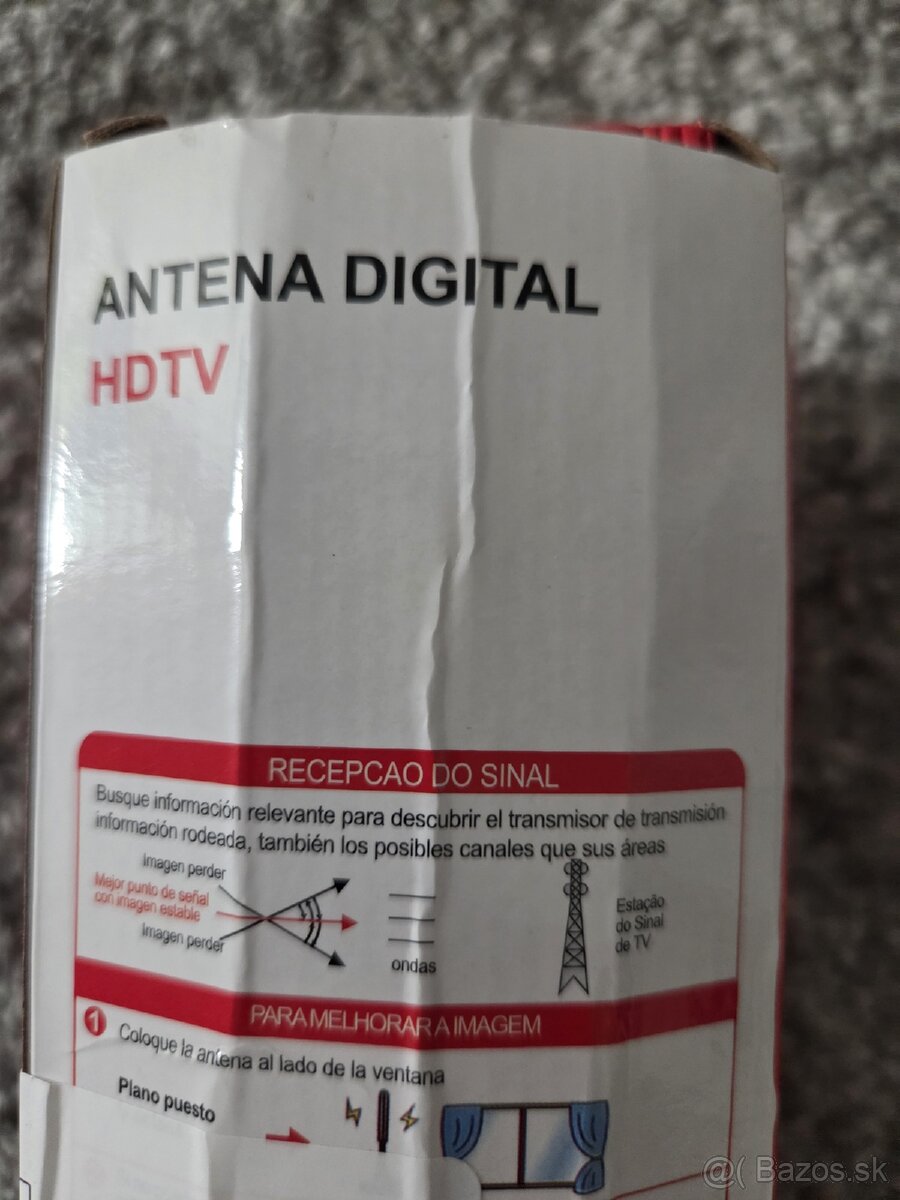 ANTENA DIGITAL
HDTV
RECEPCAO DO SINAL
Busque información relevante para descubrir el transmisor de transmisión
información rodeada, también los posibles canales que sus áreas
Imagen perder
Mejor punto de señal
con imagen estable
Imagen perder
ondas
Estação
do Sinal
de TV
PARA MELHORAR A IMAGEM
1 Coloque la antena al lado de la ventana
Plano puesto
@( Bazos.sk